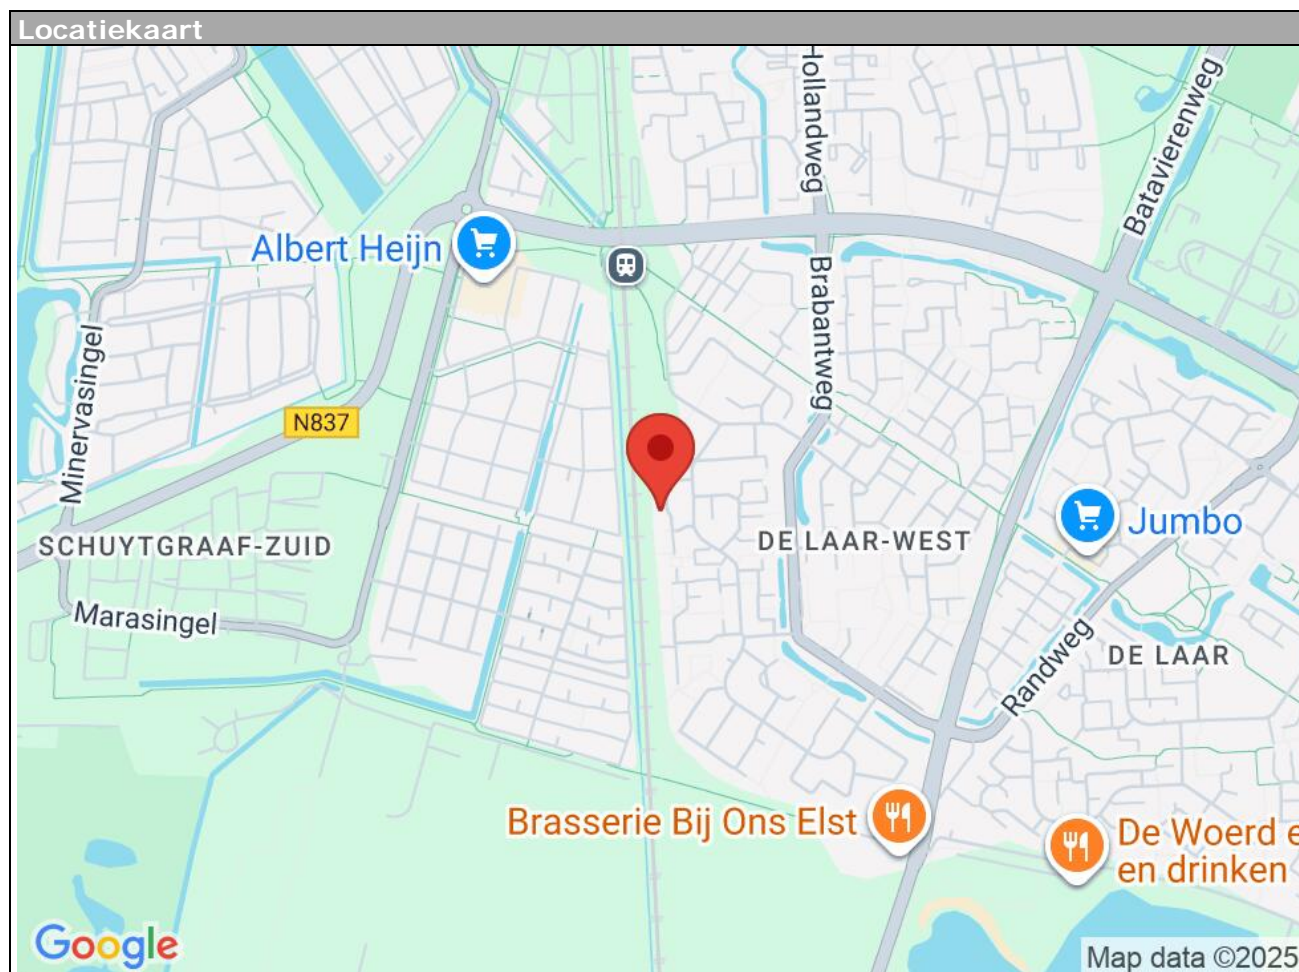 Locatiekaart
Hollandweg
Batavierenweg
Albert Heijn
Brabantweg
Minervasingel
N837
Jumbo
SCHUYTGRAAF-ZUID
DE LAAR-WEST
Marasingel
Randweg
DE LAAR
Brasserie Bij Ons Elst
De Woerd e
en drinken
Google
Map data ©2025